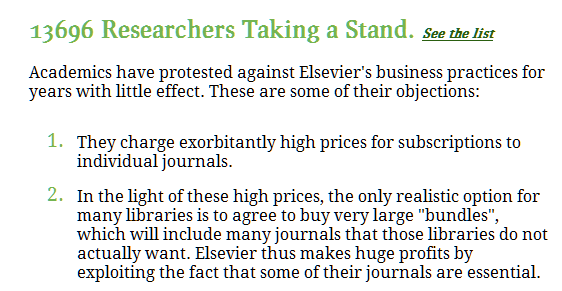 13696 Researchers Taking a Stand. See the list
Academics have protested against Elsevier's business practices for
years with little effect. These are some of their objections:
1. They charge exorbitantly high prices for subscriptions to
individual journals.
2. In the light of these high prices, the only realistic option for
many libraries is to agree to buy very large "bundles",
which will include many journals that those libraries do not
actually want. Elsevier thus makes huge profits by
exploiting the fact that some of their journals are essential.